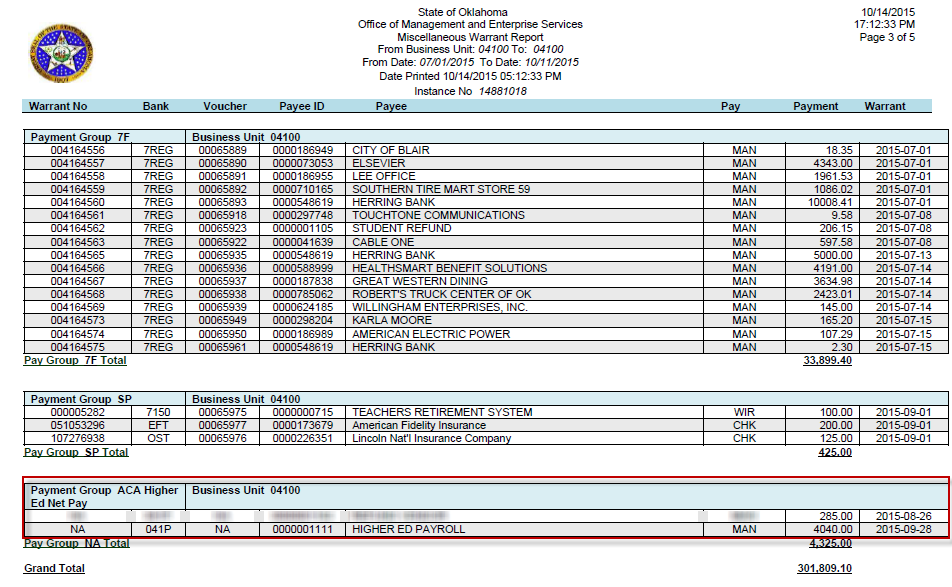 State of Oklahoma
Office of Management and Enterprise Services
Miscellaneous Warrant Report
From Business Unit: 04100 To: 04100
From Date: 07/01/2015 To Date: 10/11/2015
Date Printed 10/14/2015 05:12:33 PM
Instance No 14881018
10/14/2015
17:12:33 PM
Page 3 of 5
Warrant No Bank Voucher Payee ID Payee Pay Payment Warrant
Payment Group 7F Business Unit 04100
004164556 7REG 00065889 0000186949 CITY OF BLAIR MAN 18.35 2015-07-01
004164557 7REG 00065890 0000073053 ELSEVIER MAN 4343.00 2015-07-01
004164558 7REG 00065891 0000186955 LEE OFFICE MAN 1961.53 2015-07-01
004164559 7REG 00065892 0000710165 SOUTHERN TIRE MART STORE 59 MAN 1086.02 2015-07-01
004164560 7REG 00065893 0000548619 HERRING BANK MAN 10008.41 2015-07-01
004164561 7REG 00065918 0000297748 TOUCHTONE COMMUNICATIONS MAN 9.58 2015-07-08
004164562 7REG 00065923 0000001105 STUDENT REFUND MAN 206.15 2015-07-08
004164563 7REG 00065922 0000041639 CABLE ONE MAN 597.58 2015-07-08
004164565 7REG 00065935 0000548619 HERRING BANK MAN 5000.00 2015-07-13
004164566 7REG 00065936 0000588999 HEALTHSMART BENEFIT SOLUTIONS MAN 4191.00 2015-07-14
004164567 7REG 00065937 0000187838 GREAT WESTERN DINING MAN 3634.98 2015-07-14
004164568 7REG 00065938 0000785062 ROBERT'S TRUCK CENTER OF OK MAN 2423.01 2015-07-14
004164569 7REG 00065939 0000624185 WILLINGHAM ENTERPRISES, INC. MAN 145.00 2015-07-14
004164573 7REG 00065949 0000298204 KARLA MOORE MAN 165.20 2015-07-15
004164574 7REG 00065950 0000186989 AMERICAN ELECTRIC POWER MAN 107.29 2015-07-15
004164575 7REG 00065961 0000548619 HERRING BANK MAN 2.30 2015-07-15
Pay Group 7F Total 33,899.40
Payment Group SP Business Unit 04100
000005282 7150 00065975 0000000715 TEACHERS RETIREMENT SYSTEM WIR 100.00 2015-09-01
051053296 EFT 00065977 0000173679 American Fidelity Insurance CHK 200.00 2015-09-01
107276938 OST 00065976 0000226351 Lincoln Nat'l Insurance Company CHK 125.00 2015-09-01
Pay Group SP Total 425.00
Payment Group ACA Higher Business Unit 04100
Ed Net Pay
285.00 2015-08-26
NA 041P NA 0000001111 HIGHER ED PAYROLL MAN 4040.00 2015-09-28
Pay Group NA Total 4,325.00
Grand Total 301,809.10